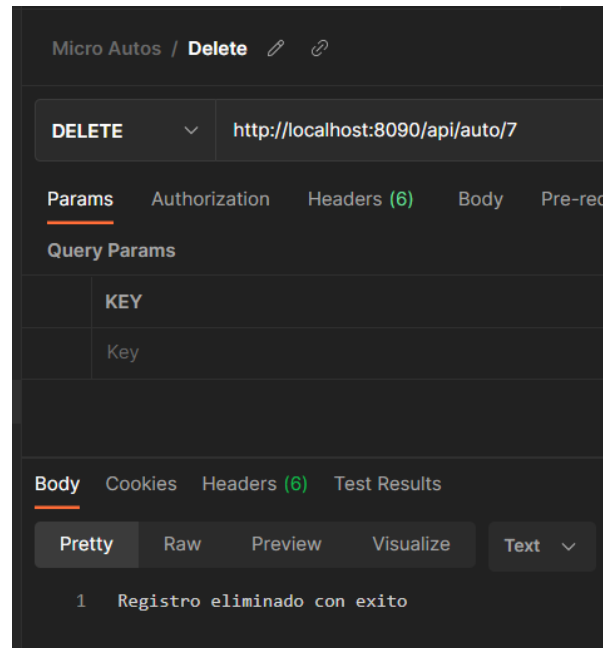 Micro Autos / Delete
DELETE http://localhost:8090/api/auto/7
Params Authorization Headers (6) Body Pre-rec
Query Params
KEY
Key
Body Cookies Headers (6) Test Results
Pretty Raw Preview Visualize Text
1 Registro eliminado con exito